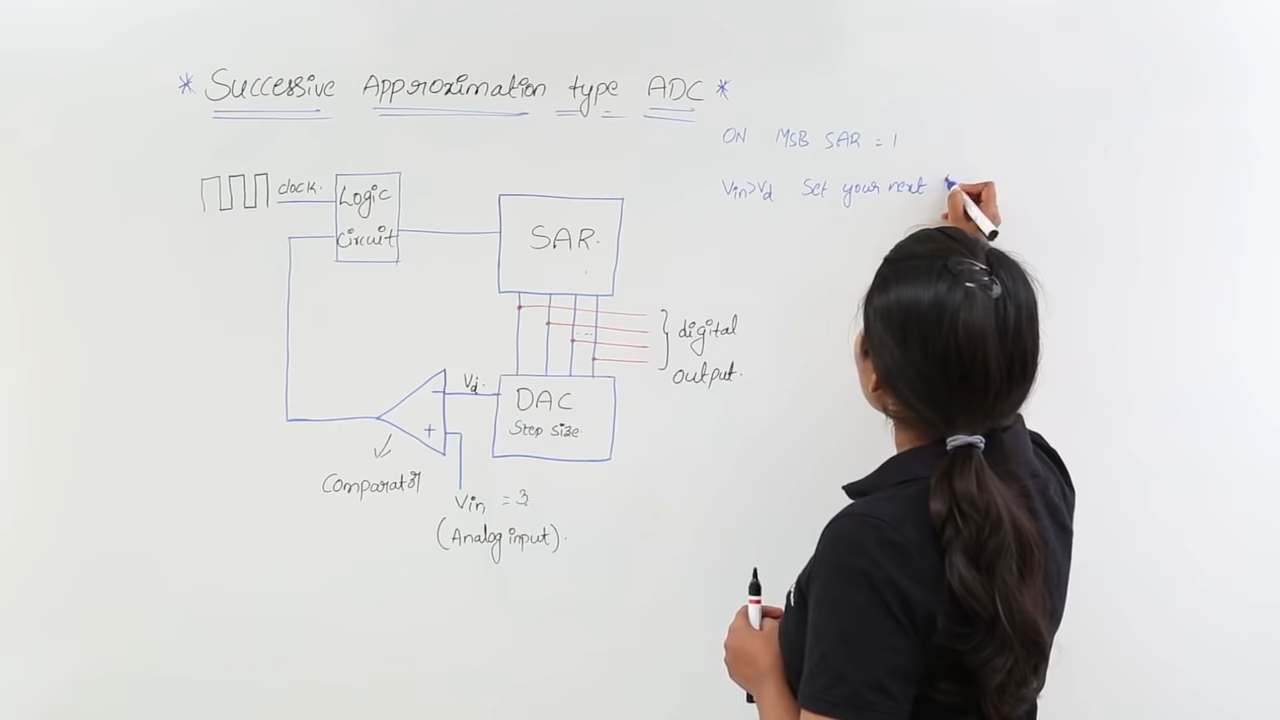 * Successive Approximation type ADC *
ON MSB SAR = 1
Vin>Vd Set your next
clock.
Logic
circuit
SAR.
digital
output.
Vd.
DAC
Step size.
+
Comparator
Vin = 3
(Analog input).